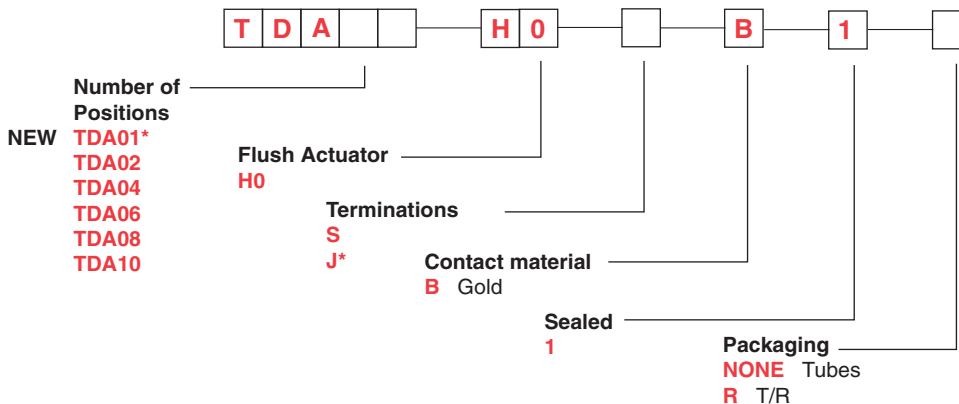 T D A H 0 B 1
Number of
Positions
NEW TDA01*
TDA02
TDA04
TDA06
TDA08
TDA10
Flush Actuator
H0
Terminations
S
J*
Contact material
B Gold
Sealed
1
Packaging
NONE Tubes
R T/R